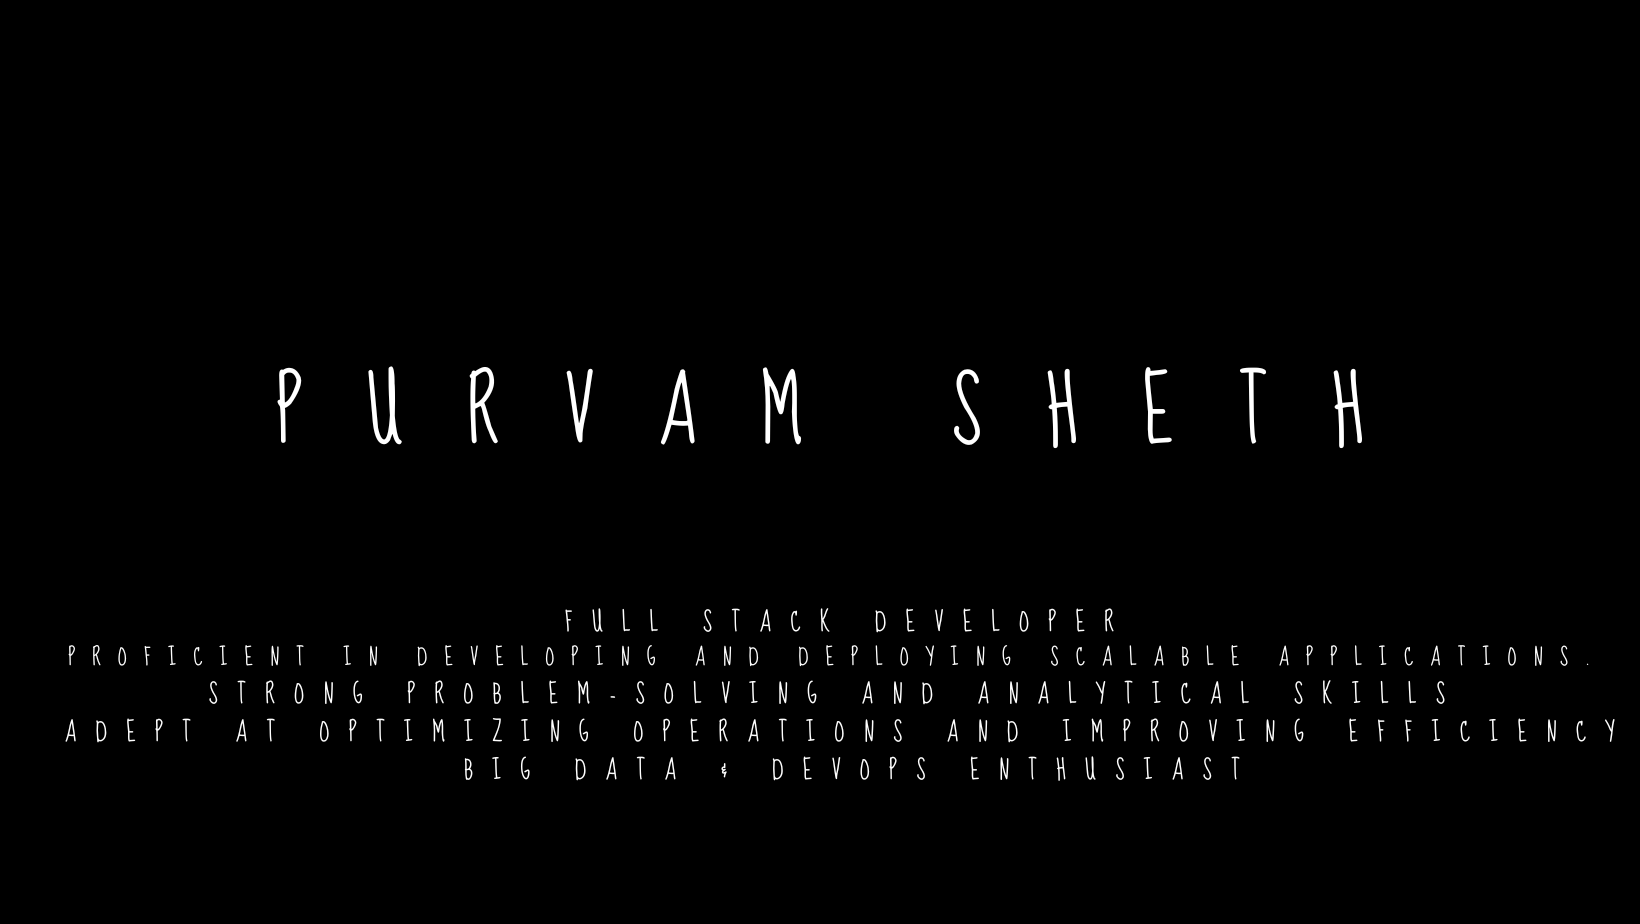 PURVAM SHETH
FULL STACK DEVELOPER
PROFICIENT IN DEVELOPING AND DEPLOYING SCALABLE APPLICATIONS.
STRONG PROBLEM-SOLVING AND ANALYTICAL SKILLS
ADEPT AT OPTIMIZING OPERATIONS AND IMPROVING EFFICIENCY
BIG DATA & DEVOPS ENTHUSIAST